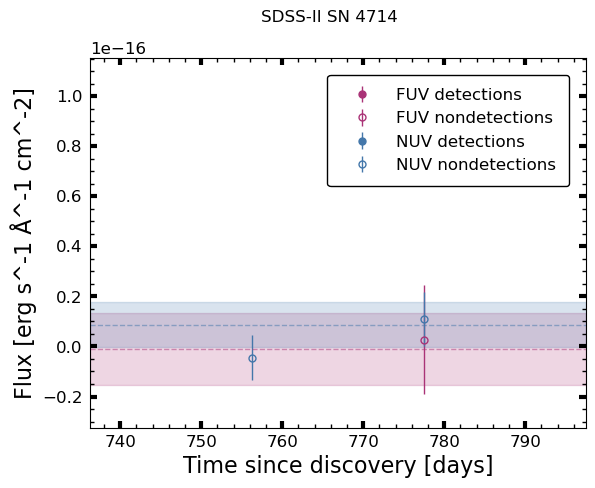 SDSS-II SN 4714
1e−16
FUV detections
FUV nondetections
NUV detections
NUV nondetections
1.0
0.8
0.6
0.4
0.2
0.0
−0.2
Flux [erg s^-1 Å^-1 cm^-2]
740 750 760 770 780 790
Time since discovery [days]